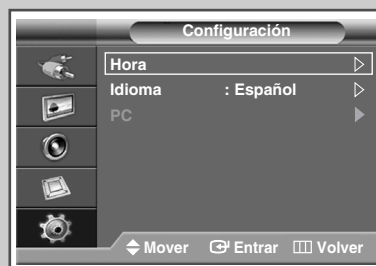 Configuración
Hora
Idioma : Español
PC
Mover Entrar Volver